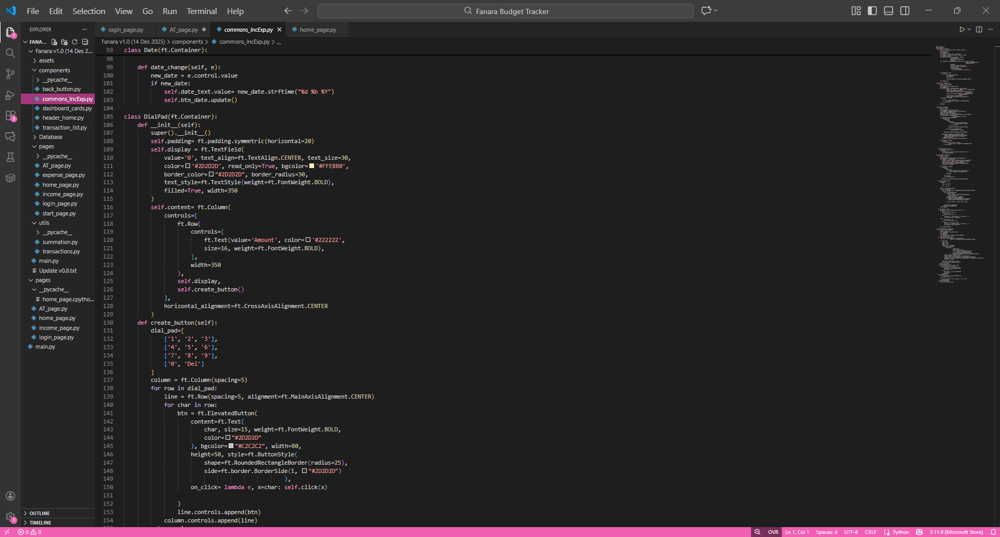 File Edit Selection View Go Run Terminal Help
Fanara Budget Tracker
EXPLORER
FANA...
Fanara v1.0 (14 Des 2...
assets
components
__pycache__
back_button.py
commons_IncExp.py
dashboard_cards.py
header_home.py
transaction_list.py
Database
pages
__pycache__
AT_page.py
expense_page.py
home_page.py
income_page.py
login_page.py
start_page.py
utils
__pycache__
summation.py
transactions.py
main.py
Update v0.8.txt
pages
__pycache__
home_page.cpytho...
AT_page.py
home_page.py
income_page.py
login_page.py
main.py
OUTLINE
TIMELINE
login_page.py AT_page.py commons_IncExp.py home_page.py
Fanara v1.0 (14 Des 2025) > components > commons_IncExp.py > ...
59 class Date(ft.Container):
98
99 def date_change(self, e):
100 new_date = e.control.value
101 if new_date:
102 self.date_text.value= new_date.strftime("%d %b %Y")
103 self.btn_date.update()
104
105 class DialPad(ft.Container):
106 def __init__(self):
107 super().__init__()
108 self.padding= ft.padding.symmetric(horizontal=20)
109 self.display = ft.TextField(
110 value='0', text_align=ft.TextAlign.CENTER, text_size=30,
111 color='#2D2D2D', read_only=True, bgcolor='#FFEBB0',
112 border_color="#2D2D2D", border_radius=30,
113 text_style=ft.TextStyle(weight=ft.FontWeight.BOLD),
114 filled=True, width=350
115 )
116 self.content= ft.Column(
117 controls=[
118 ft.Row(
119 controls=[
120 ft.Text(value='Amount', color='#222222',
121 size=16, weight=ft.FontWeight.BOLD),
122 ],
123 width=350
124 ),
125 self.display,
126 self.create_button()
127 ],
128 horizontal_alignment=ft.CrossAxisAlignment.CENTER
129 )
130 def create_button(self):
131 dial_pad=[
132 ['1', '2', '3'],
133 ['4', '5', '6'],
134 ['7', '8', '9'],
135 ['0', 'Del']
136 ]
137 column = ft.Column(spacing=5)
138 for row in dial_pad:
139 line = ft.Row(spacing=5, alignment=ft.MainAxisAlignment.CENTER)
140 for char in row:
141 btn = ft.ElevatedButton(
142 content=ft.Text(
143 char, size=15, weight=ft.FontWeight.BOLD,
144 color="#2D2D2D"
145 ), bgcolor="#C2C2C2", width=80,
146 height=50, style=ft.ButtonStyle(
147 shape=ft.RoundedRectangleBorder(radius=25),
148 side=ft.border.BorderSide(1, "#2D2D2D")
149 ),
150 on_click= lambda e, x=char: self.click(x)
151
152 )
153 line.controls.append(btn)
154 column.controls.append(line)
0 0
OVR Ln 1, Col 1 Spaces: 4 UTF-8 CRLF Python 3.11.9 (Microsoft Store)